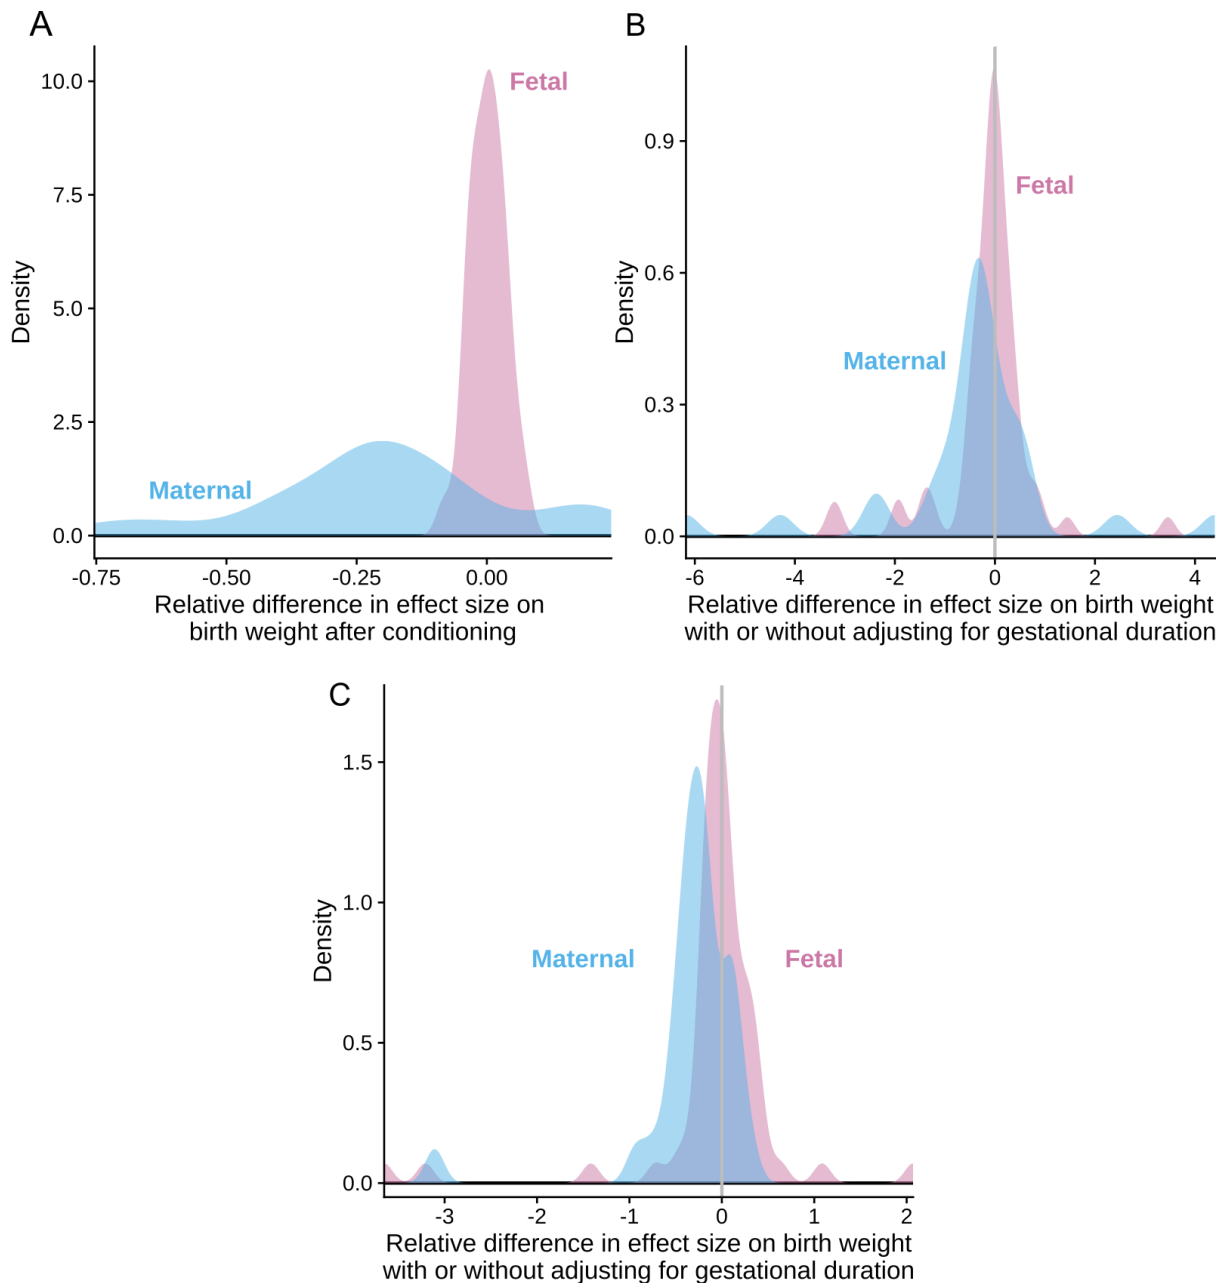 A
10.0
7.5
5.0
2.5
0.0
Density
Fetal
Maternal
-0.75 -0.50 -0.25 0.00
Relative difference in effect size on
birth weight after conditioning
B
0.9
0.6
0.3
0.0
Density
Fetal
Maternal
-6 -4 -2 0 2 4
Relative difference in effect size on birth weight
with or without adjusting for gestational duration
C
1.5
1.0
0.5
0.0
Density
Maternal
Fetal
-3 -2 -1 0 1 2
Relative difference in effect size on birth weight
with or without adjusting for gestational duration